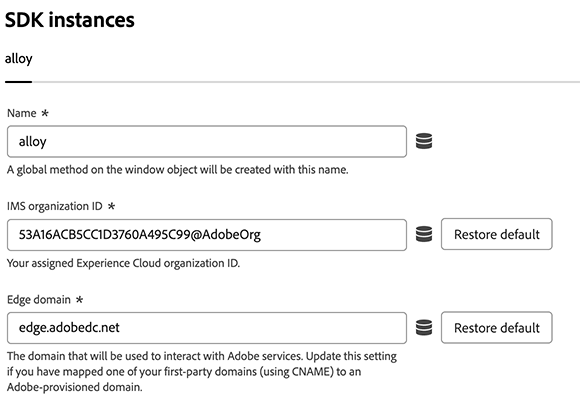 SDK instances
alloy
Name *
alloy
A global method on the window object will be created with this name.
IMS organization ID *
53A16ACB5CC1D3760A495C99@AdobeOrg
Restore default
Your assigned Experience Cloud organization ID.
Edge domain *
edge.adobedc.net
Restore default
The domain that will be used to interact with Adobe services. Update this setting
if you have mapped one of your first-party domains (using CNAME) to an
Adobe-provisioned domain.